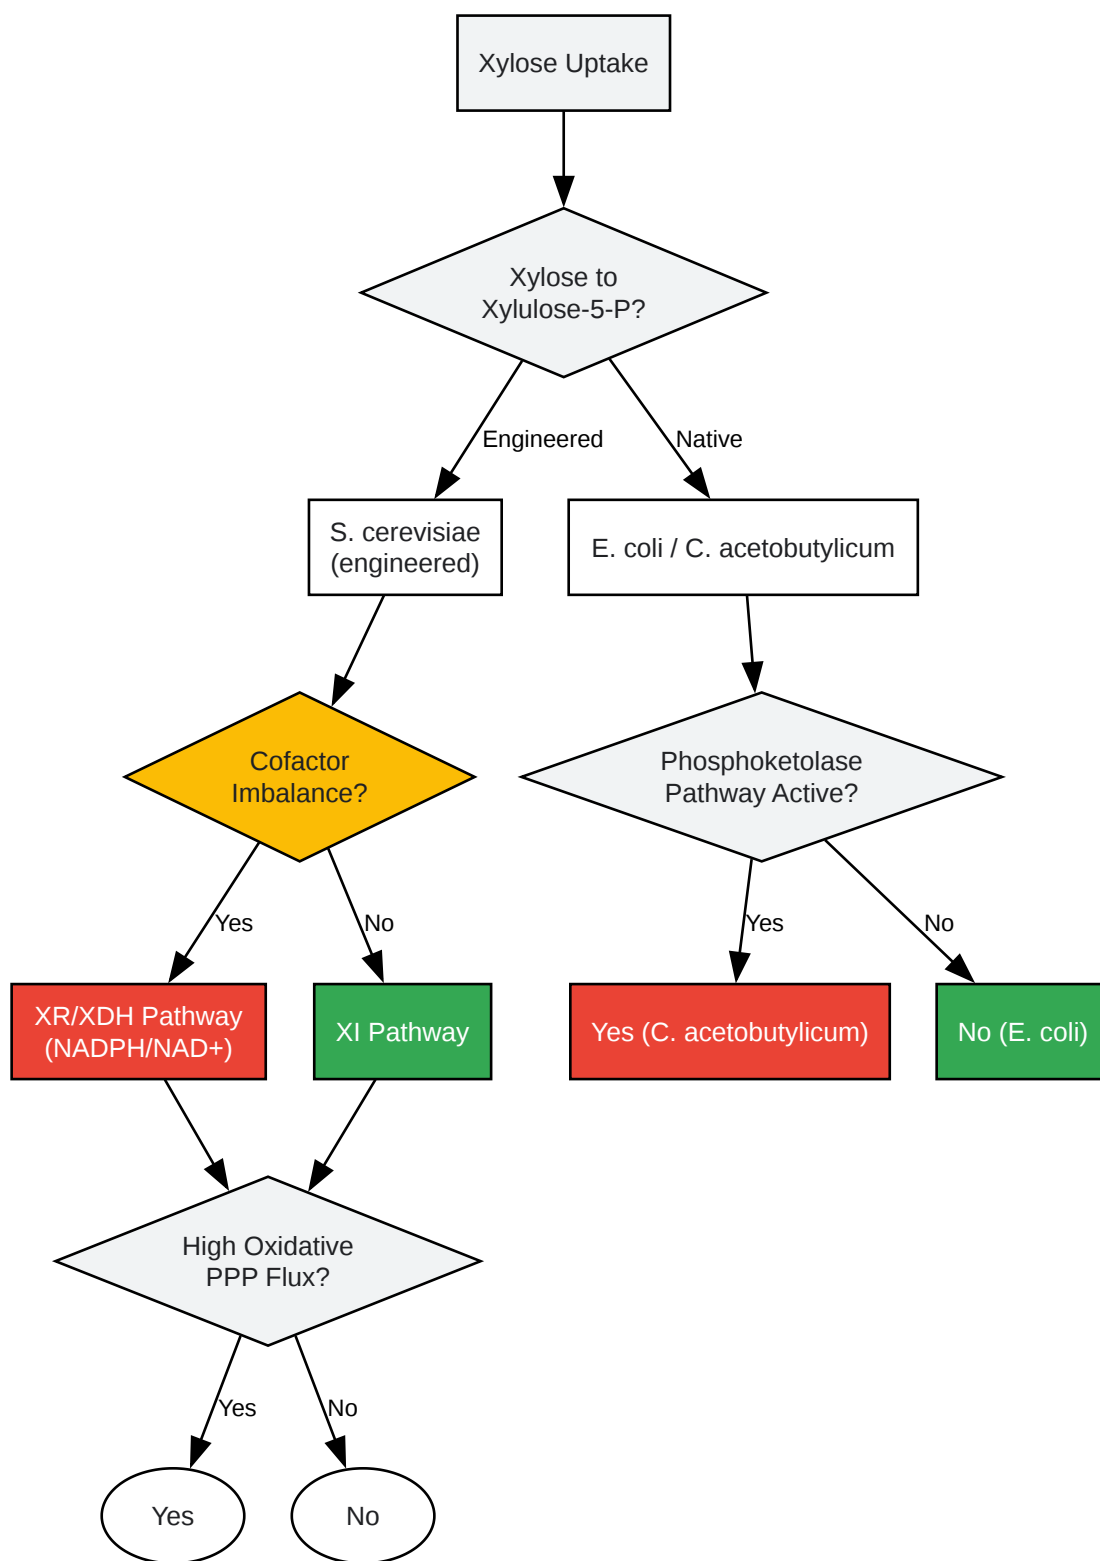 Xylose Uptake
Xylose to
Xylulose-5-P?
Engineered
Native
S. cerevisiae
(engineered)
E. coli / C. acetobutylicum
Cofactor
Imbalance?
Phosphoketolase
Pathway Active?
Yes
No
Yes
No
XR/XDH Pathway
(NADPH/NAD+)
XI Pathway
Yes (C. acetobutylicum)
No (E. coli)
High Oxidative
PPP Flux?
Yes
No
Yes
No